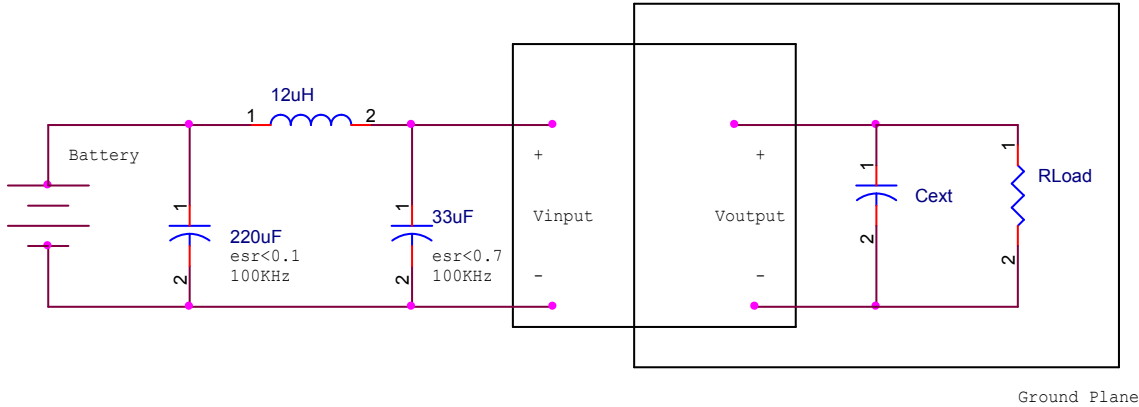 12uH
1
2
Battery
1
220uF
esr<0.1
100KHz
2
1
33uF
esr<0.7
100KHz
2
+
Vinput
-
+
Voutput
-
1
Cext
2
1
RLoad
2
Ground Plane